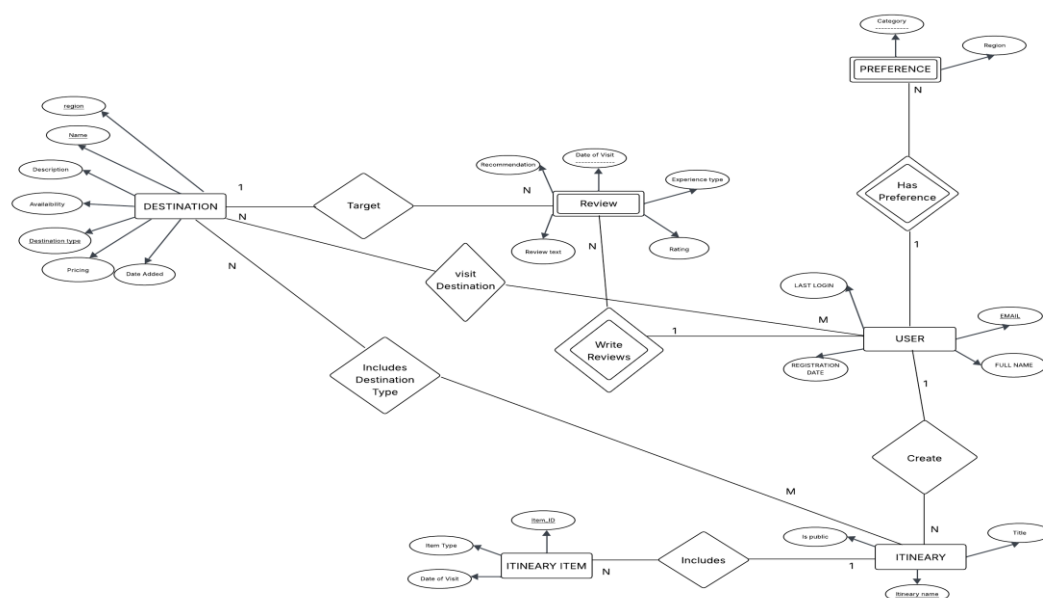 Category
Region
PREFERENCE
N
region
Name
Description
Availability
DESTINATION
Destination type
Pricing
Date Added
1
N
N
Target
N
Recommendation
Date of Visit
Experience type
Review
Review text
Rating
N
Has
Preference
1
visit
Destination
M
LAST LOGIN
EMAIL
USER
REGISTRATION
DATE
FULL NAME
1
Write
Reviews
1
Includes
Destination
Type
M
Create
N
Item_ID
Item Type
ITINEARY ITEM
Date of Visit
N
Includes
1
Is public
Title
ITINEARY
Itineary name